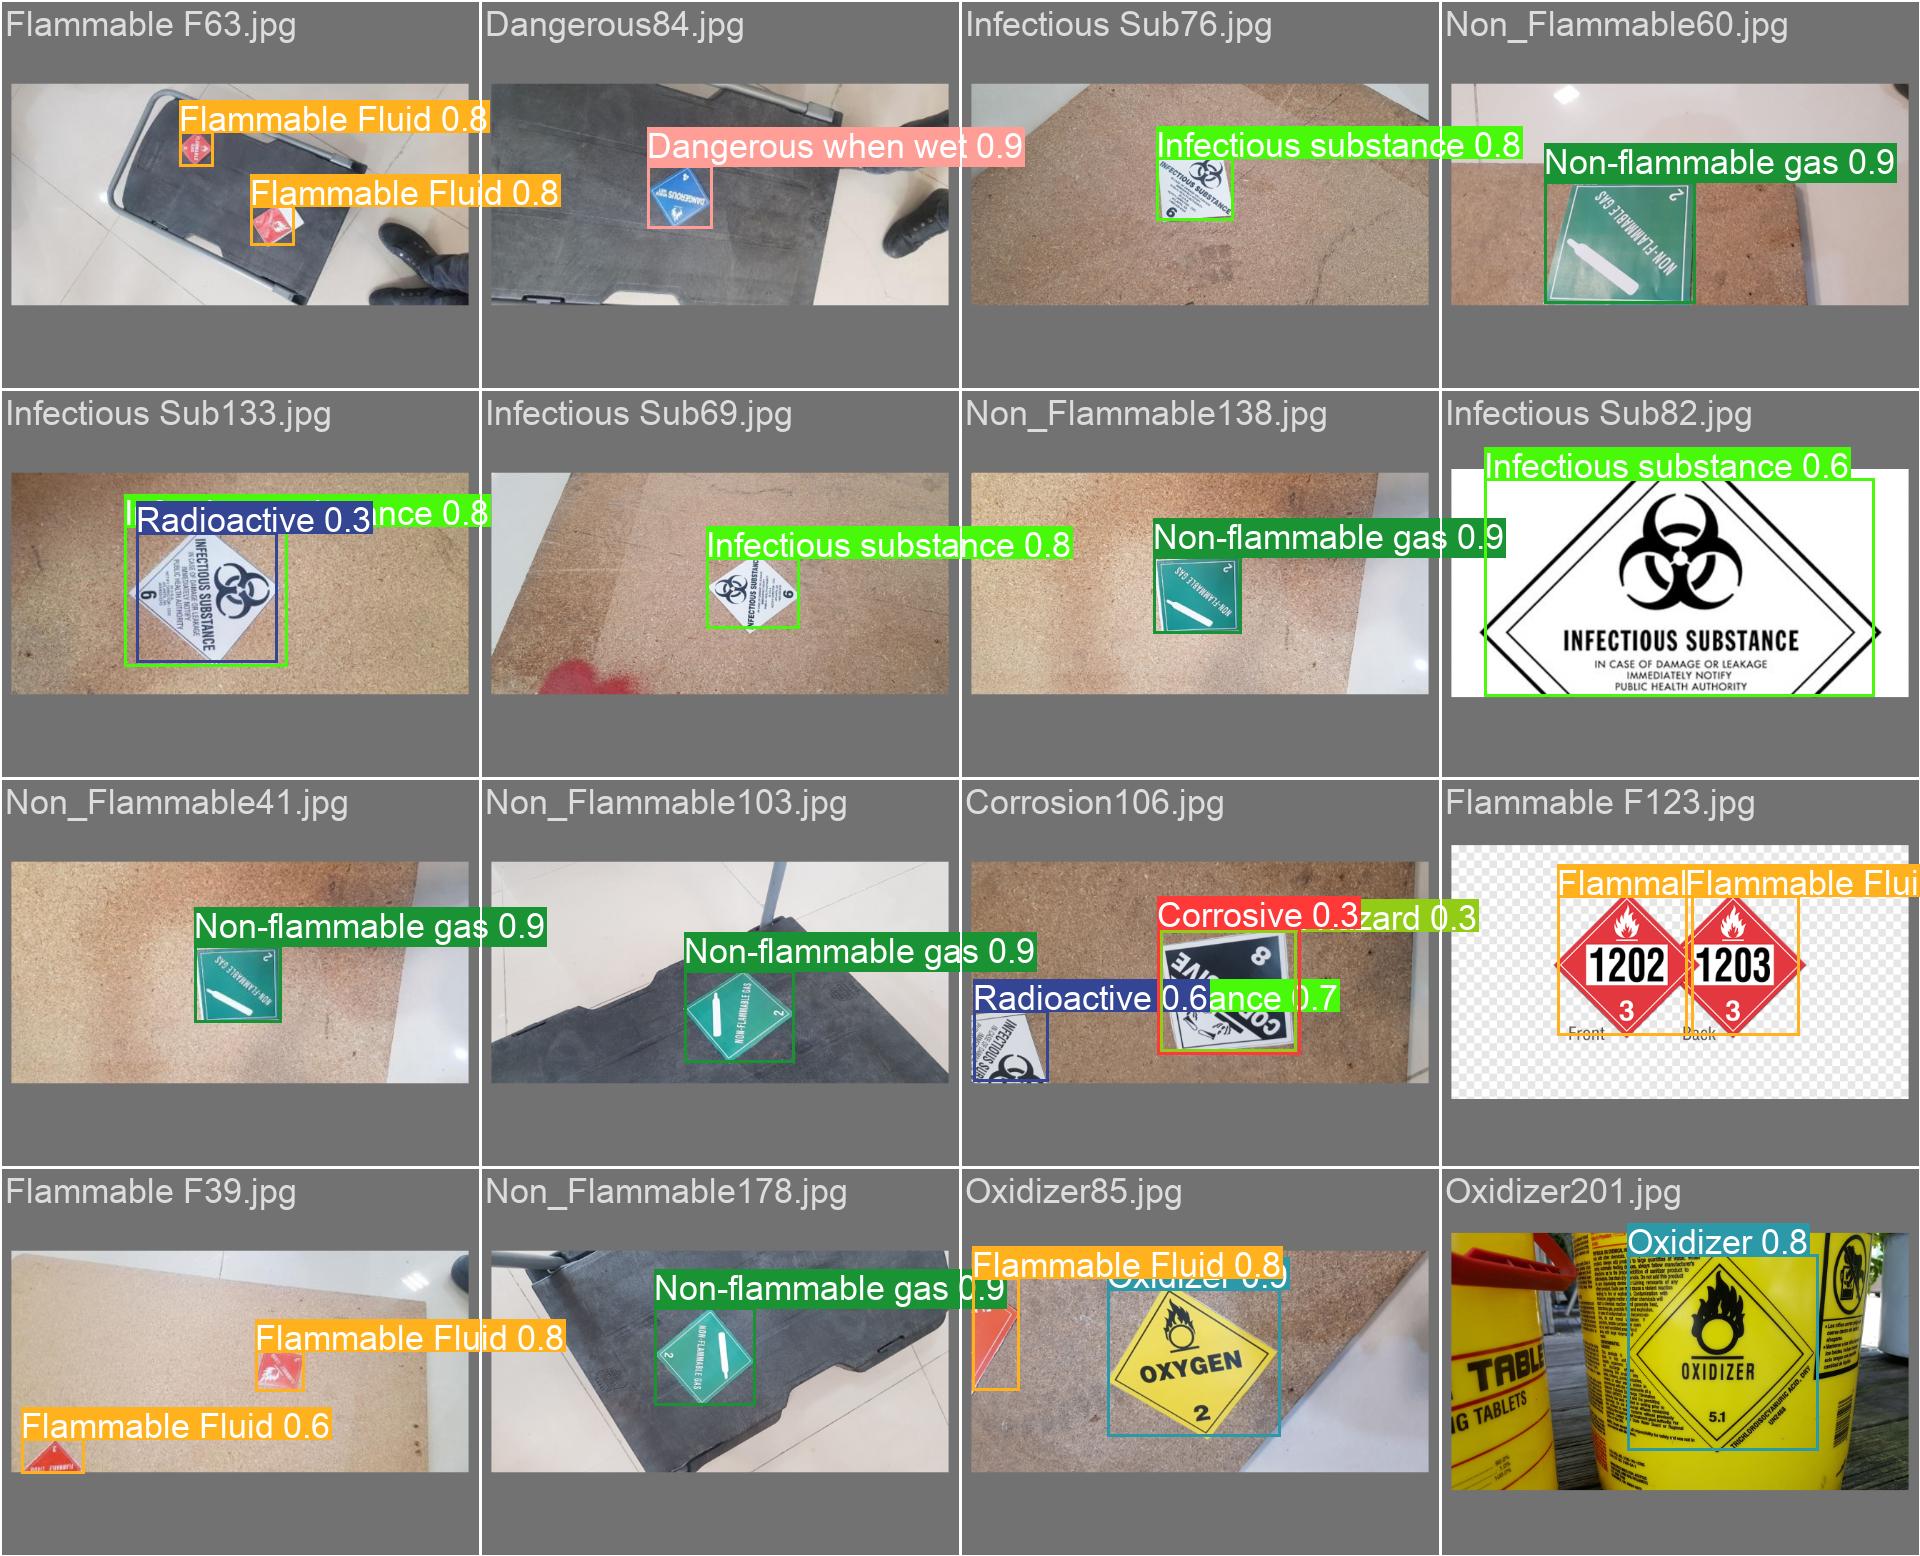 Flammable F63.jpg
Flammable Fluid 0.8
Flammable Fluid 0.8
Dangerous84.jpg
Dangerous when wet 0.9
DANGEROUS
4
Infectious Sub76.jpg
Infectious substance 0.8
INFECTIOUS SUBSTANCE
6
Non_Flammable60.jpg
Non-flammable gas 0.9
NON-FLAMMABLE GAS
2
Infectious Sub133.jpg
nce 0.8
Radioactive 0.3
INFECTIOUS SUBSTANCE
IN CASE OF DAMAGE OR LEAKAGE
IMMEDIATELY NOTIFY
PUBLIC HEALTH AUTHORITY
6
Infectious Sub69.jpg
Infectious substance 0.8
INFECTIOUS SUBSTANCE
6
Non_Flammable138.jpg
Non-flammable gas 0.9
NON-FLAMMABLE GAS
2
Infectious Sub82.jpg
Infectious substance 0.6
INFECTIOUS SUBSTANCE
IN CASE OF DAMAGE OR LEAKAGE
IMMEDIATELY NOTIFY
PUBLIC HEALTH AUTHORITY
Non_Flammable41.jpg
Non-flammable gas 0.9
NON-FLAMMABLE GAS
2
Non_Flammable103.jpg
Non-flammable gas 0.9
NON-FLAMMABLE GAS
2
Corrosion106.jpg
Corrosive 0.3
zard 0.3
8
SIVE
Radioactive 0.6
ance 0.7
CO
INFECTIOUS SU
Flammable F123.jpg
Flammal
Flammable Flui
1202
3
1203
3
Front
Back
Flammable F39.jpg
Flammable Fluid 0.8
Flammable Fluid 0.6
3
Non_Flammable178.jpg
Non-flammable gas 0.9
NON-FLAMMABLE GAS
2
Oxidizer85.jpg
Flammable Fluid 0.8
Oxidizer 0.9
OXYGEN
2
Oxidizer201.jpg
Oxidizer 0.8
TABLE
NG TABLETS
OXIDIZER
5.1
TRICHLOROISOCYANURIC ACID, DRY
UN2468